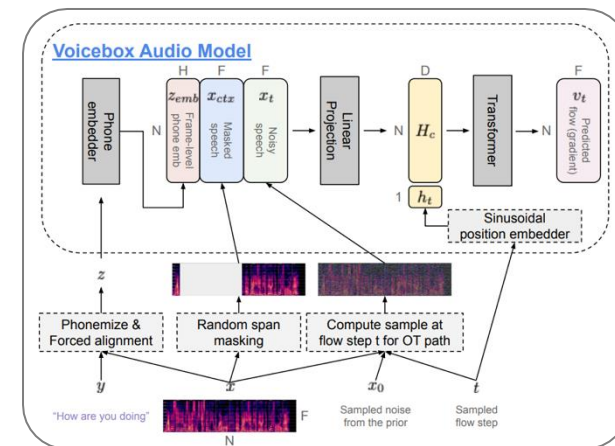 Voicebox Audio Model
H F F D F
Phone
embedder
N
z_emb
Frame-level
phone emb
x_ctx
Masked
speech
x_t
Noisy
speech
Linear
Projection
N
H_c
1
h_t
Transformer
N
v_t
Predicted
flow (gradient)
Sinusoidal
position embedder
z
Phonemize &
Forced alignment
Random span
masking
Compute sample at
flow step t for OT path
y x x_0 t
"How are you doing"
F
N
Sampled noise
from the prior
Sampled
flow step